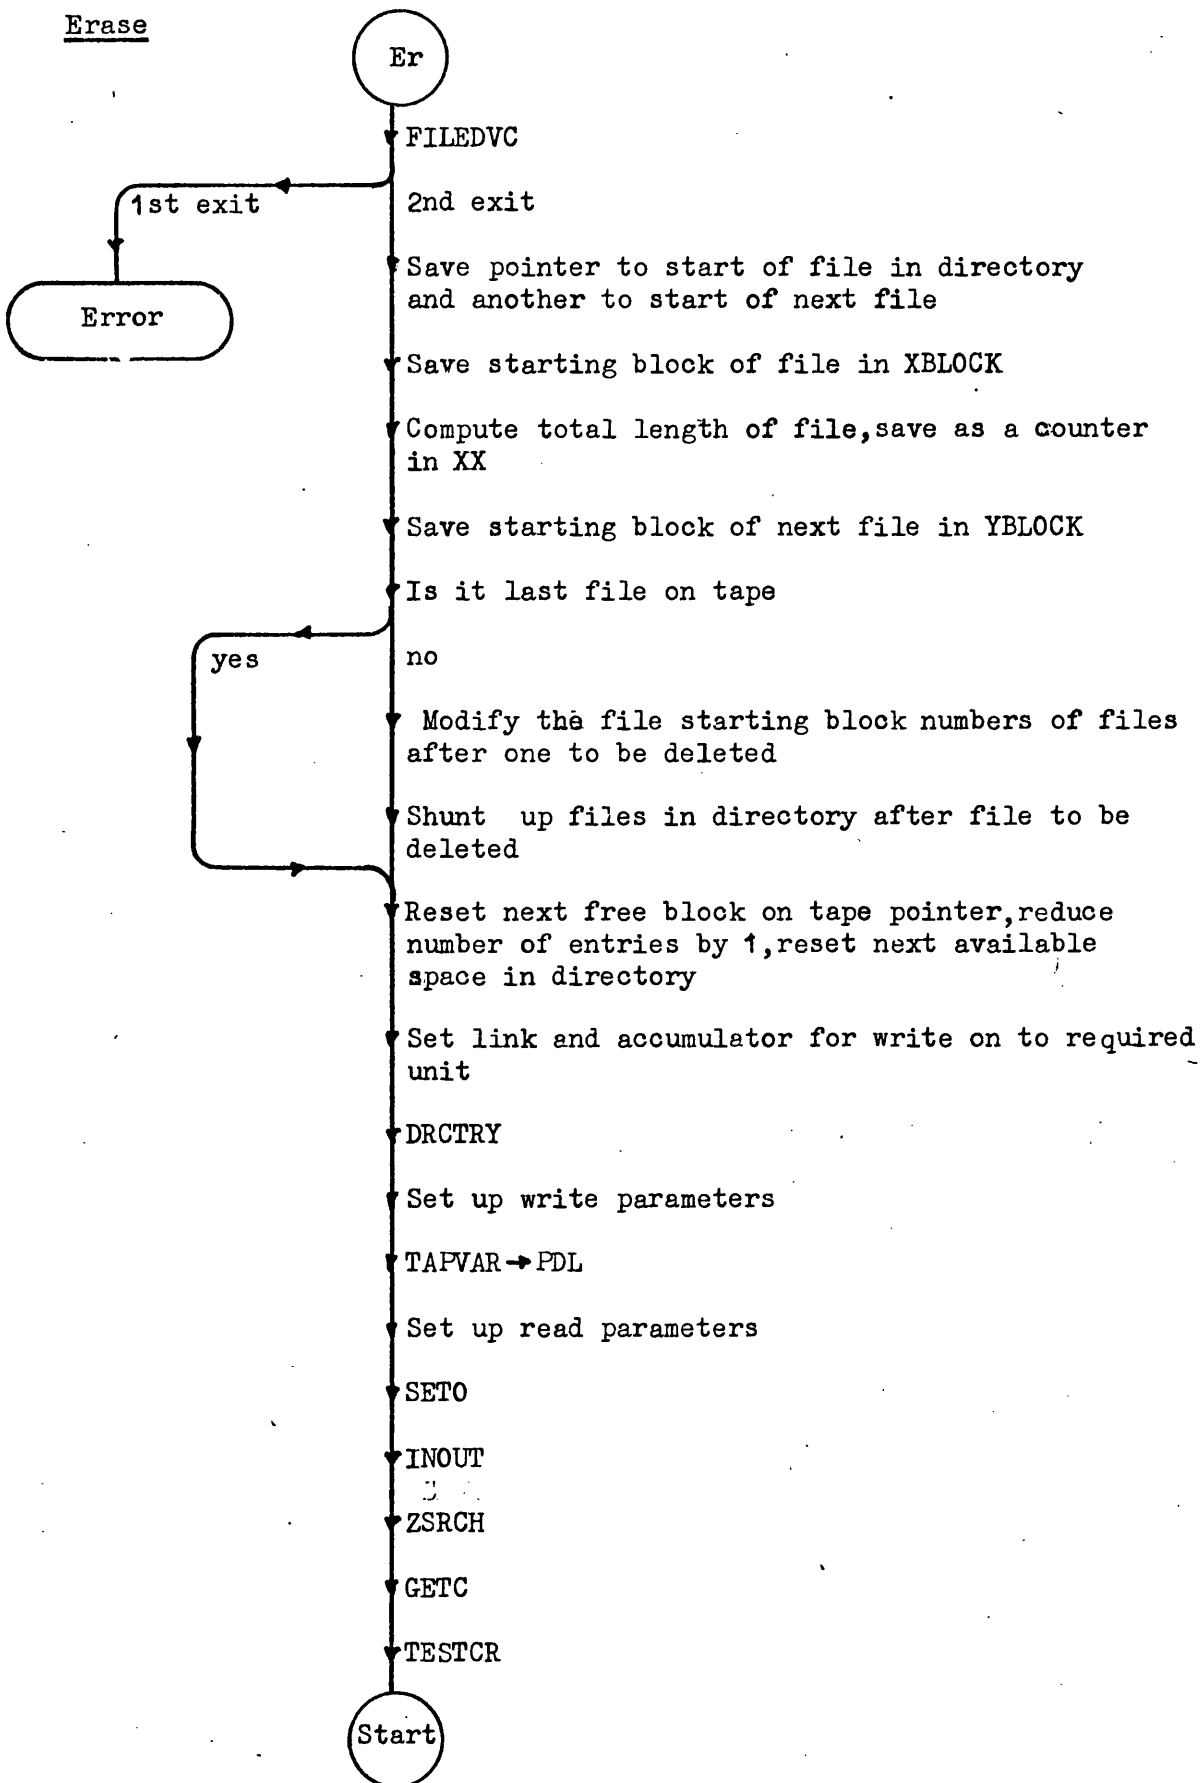 Erase
Er
FILEDVC
1st exit
2nd exit
Save pointer to start of file in directory
and another to start of next file
Error
Save starting block of file in XBLOCK
Compute total length of file,save as a counter
in XX
Save starting block of next file in YBLOCK
Is it last file on tape
yes
no
Modify the file starting block numbers of files
after one to be deleted
Shunt up files in directory after file to be
deleted
Reset next free block on tape pointer,reduce
number of entries by 1,reset next available
space in directory
Set link and accumulator for write on to required
unit
DRCTRY
Set up write parameters
TAPVAR→PDL
Set up read parameters
SETO
INOUT
ZSRCH
GETC
TESTCR
Start